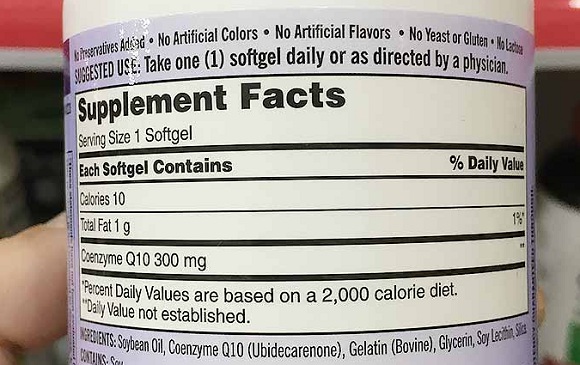 No Preservatives Added • No Artificial Colors • No Artificial Flavors • No Yeast or Gluten • No Lactose
SUGGESTED USE: Take one (1) softgel daily or as directed by a physician.
Supplement Facts
Serving Size 1 Softgel
Each Softgel Contains % Daily Value
Calories 10
Total Fat 1 g 1%*
Coenzyme Q10 300 mg **
*Percent Daily Values are based on a 2,000 calorie diet.
**Daily Value not established.
INGREDIENTS: Soybean Oil, Coenzyme Q10 (Ubidecarenone), Gelatin (Bovine), Glycerin, Soy Lecithin, Silica
CONTAINS: Soy